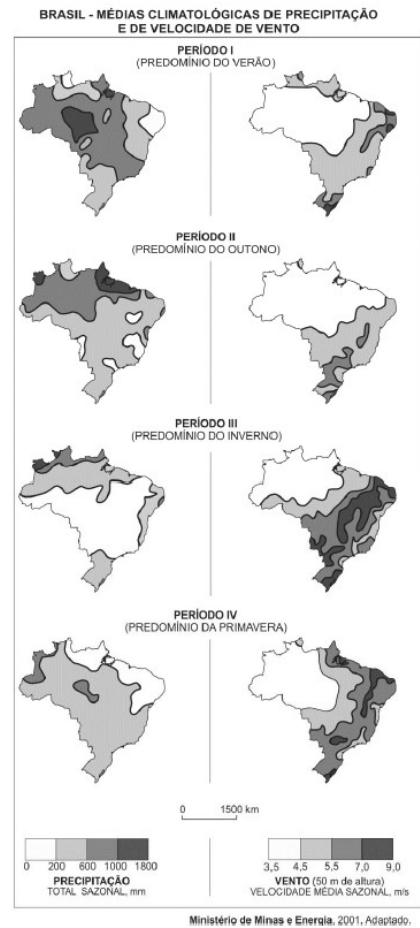 BRASIL - MÉDIAS CLIMATOLÓGICAS DE PRECIPITAÇÃO
E DE VELOCIDADE DE VENTO
PERÍODO I
(PREDOMÍNIO DO VERÃO)
PERÍODO II
(PREDOMÍNIO DO OUTONO)
PERÍODO III
(PREDOMÍNIO DO INVERNO)
PERÍODO IV
(PREDOMÍNIO DA PRIMAVERA)
0 1500 km
0 200 600 1000 1800
PRECIPITAÇÃO
TOTAL SAZONAL, mm
3,5 4,5 5,5 7,0 9,0
VENTO (50 m de altura)
VELOCIDADE MÉDIA SAZONAL, m/s
Ministério de Minas e Energia, 2001. Adaptado.